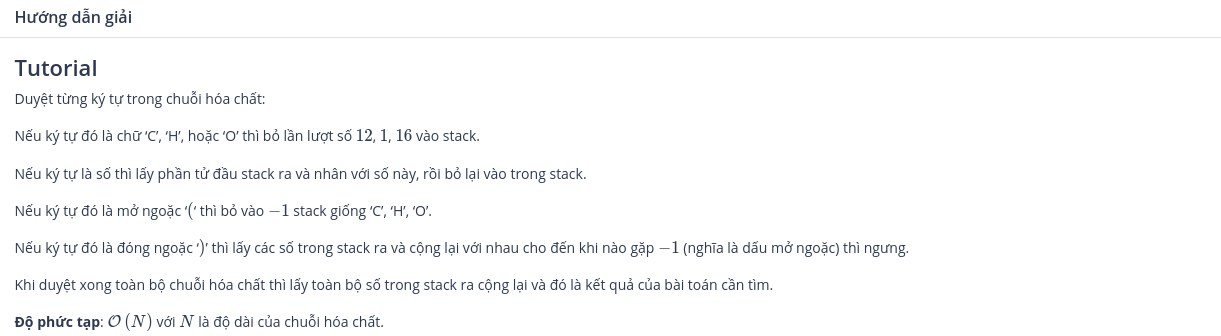 Hướng dẫn giải
Tutorial
Duyệt từng ký tự trong chuỗi hóa chất:
Nếu ký tự đó là chữ ‘C’, ‘H’, hoặc ‘O’ thì bỏ lần lượt số 12, 1, 16 vào stack.
Nếu ký tự là số thì lấy phần tử đầu stack ra và nhân với số này, rồi bỏ lại vào trong stack.
Nếu ký tự đó là mở ngoặc ‘(‘ thì bỏ vào −1 stack giống ‘C’, ‘H’, ‘O’.
Nếu ký tự đó là đóng ngoặc ‘)’ thì lấy các số trong stack ra và cộng lại với nhau cho đến khi nào gặp −1 (nghĩa là dấu mở ngoặc) thì ngưng.
Khi duyệt xong toàn bộ chuỗi hóa chất thì lấy toàn bộ số trong stack ra cộng lại và đó là kết quả của bài toán cần tìm.
Độ phức tạp: O (N) với N là độ dài của chuỗi hóa chất.